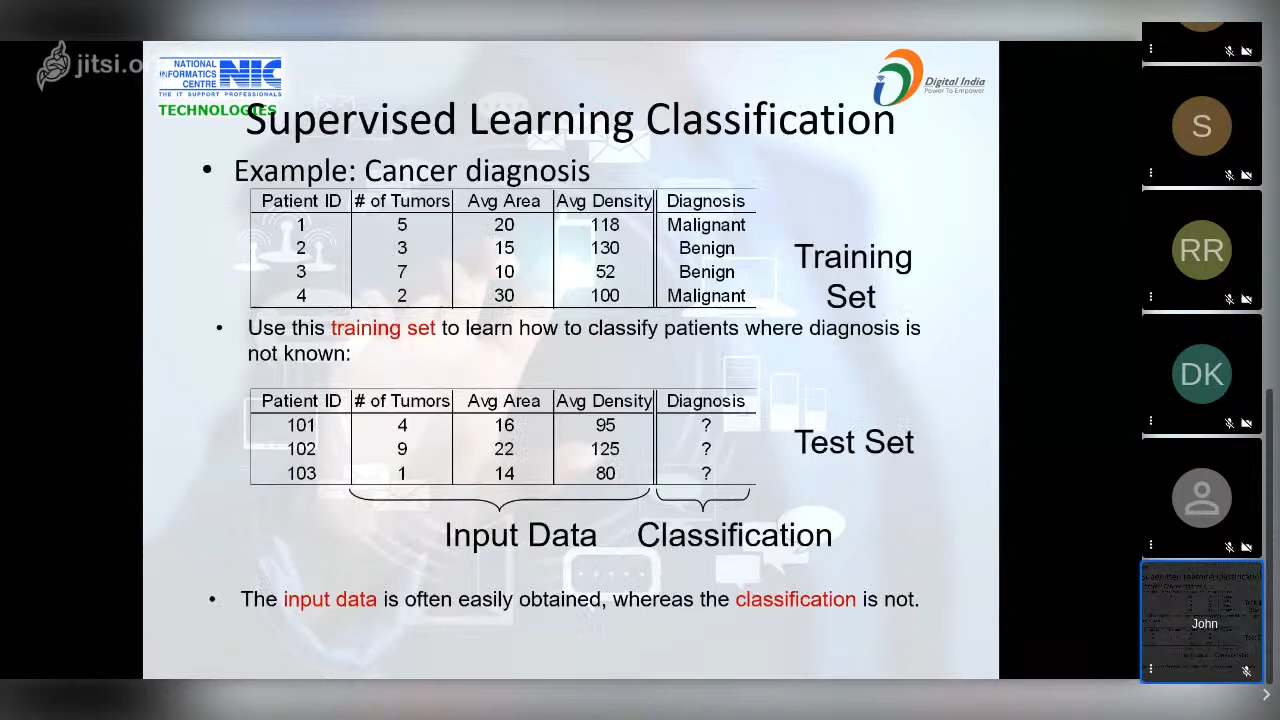 jitsi.o
NATIONAL
INFORMATICS
CENTRE
NIC
THE IT SUPPORT PROFESSIONALS
TECHNOLOGIES
Digital India
Power To Empower
Supervised Learning Classification
• Example: Cancer diagnosis
Patient ID # of Tumors Avg Area Avg Density Diagnosis
1 5 20 118 Malignant
2 3 15 130 Benign
3 7 10 52 Benign
4 2 30 100 Malignant
Training
Set
• Use this training set to learn how to classify patients where diagnosis is
not known:
Patient ID # of Tumors Avg Area Avg Density Diagnosis
101 4 16 95 ?
102 9 22 125 ?
103 1 14 80 ?
Test Set
Input Data Classification
• The input data is often easily obtained, whereas the classification is not.
S
RR
DK
John